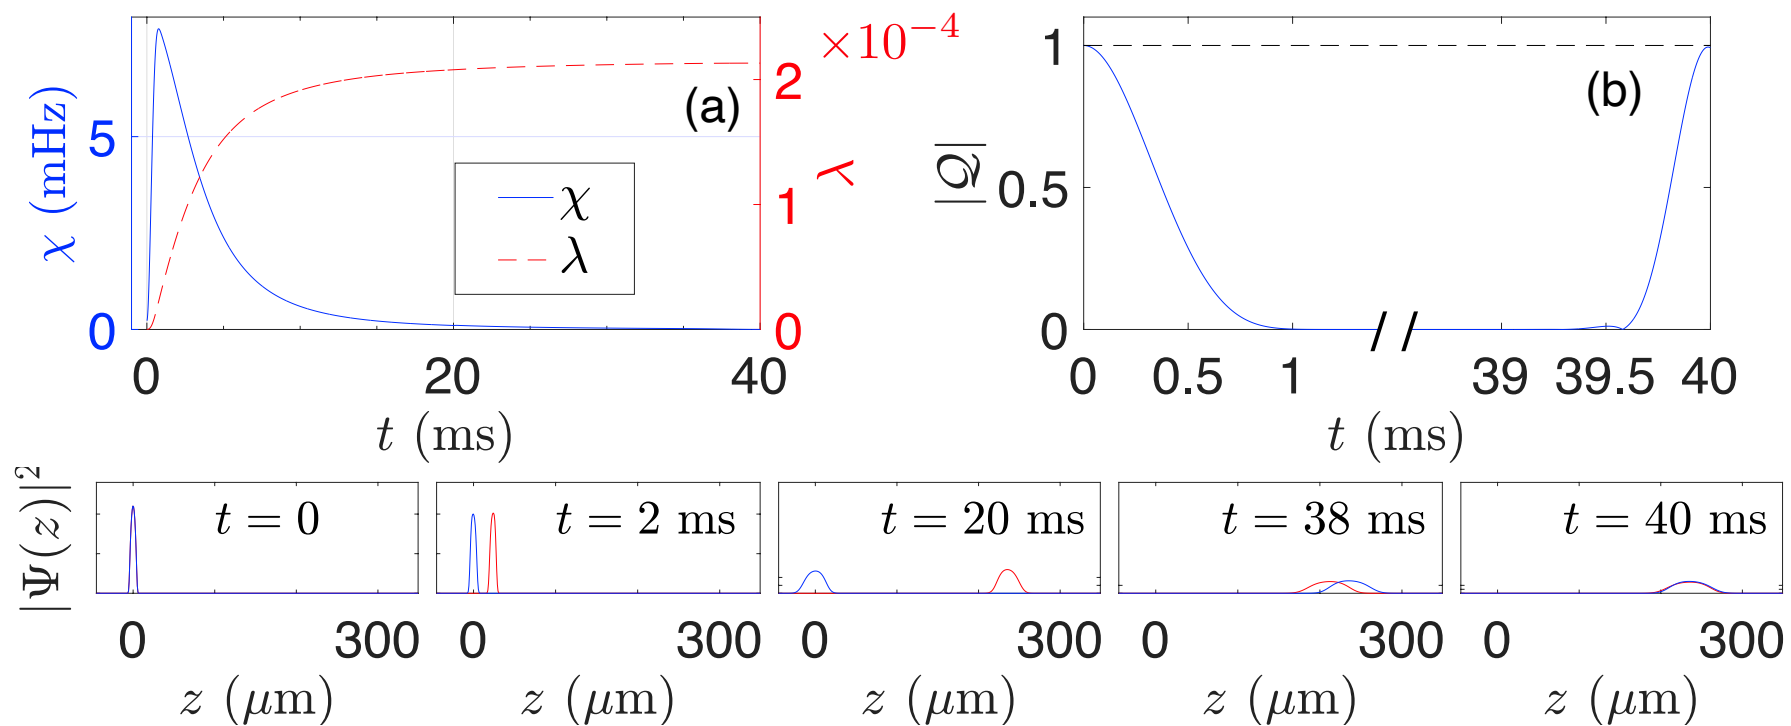 ×10⁻⁴
(a)
χ (mHz)
5
0
2
1
0
λ
χ
λ
0 20 40
t (ms)
(b)
|𝒬|
1
0.5
0
0 0.5 1 39 39.5 40
t (ms)
|Ψ(z)|²
t = 0
t = 2 ms
t = 20 ms
t = 38 ms
t = 40 ms
0 300
0 300
0 300
0 300
0 300
z (μm)
z (μm)
z (μm)
z (μm)
z (μm)